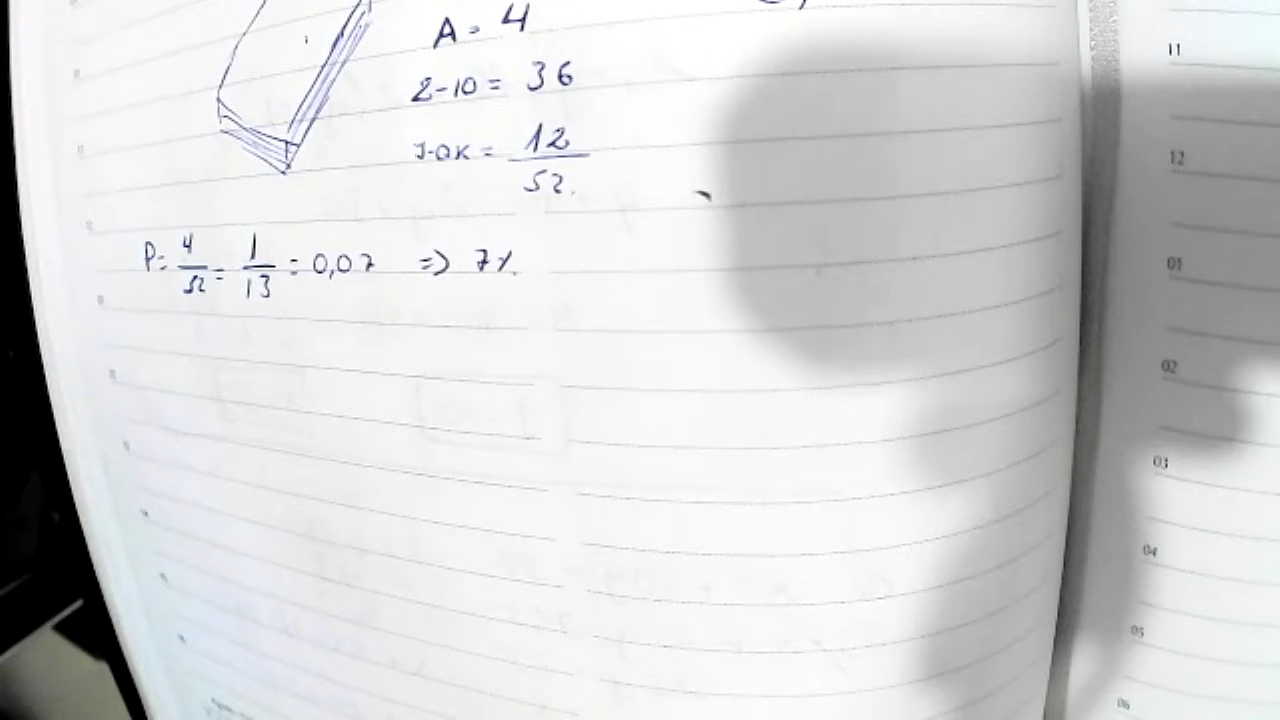 A = 4
2-10 = 36
J-QK = 12/52.
P = 4/52 = 1/13 = 0,07 => 7%.
11
12
01
02
03
04
05
06